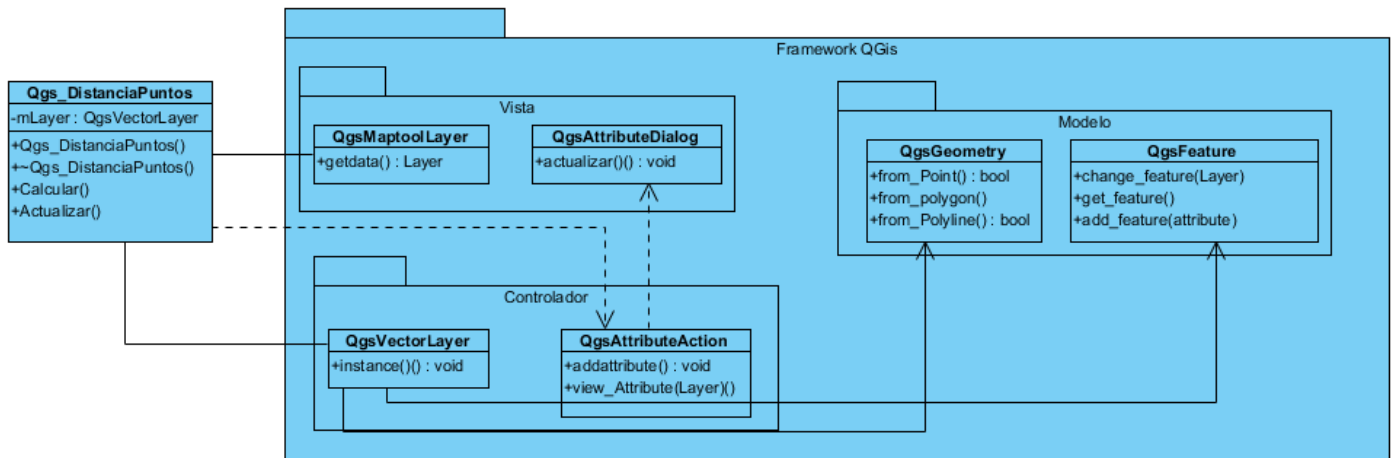 Framework QGis
Qgs_DistanciaPuntos
-mLayer : QgsVectorLayer
+Qgs_DistanciaPuntos()
+~Qgs_DistanciaPuntos()
+Calcular()
+Actualizar()
Vista
QgsMaptoolLayer
+getdata() : Layer
QgsAttributeDialog
+actualizar()() : void
Modelo
QgsGeometry
+from_Point() : bool
+from_polygon()
+from_Polyline() : bool
QgsFeature
+change_feature(Layer)
+get_feature()
+add_feature(attribute)
Controlador
QgsVectorLayer
+instance()() : void
QgsAttributeAction
+addattribute() : void
+view_Attribute(Layer)()